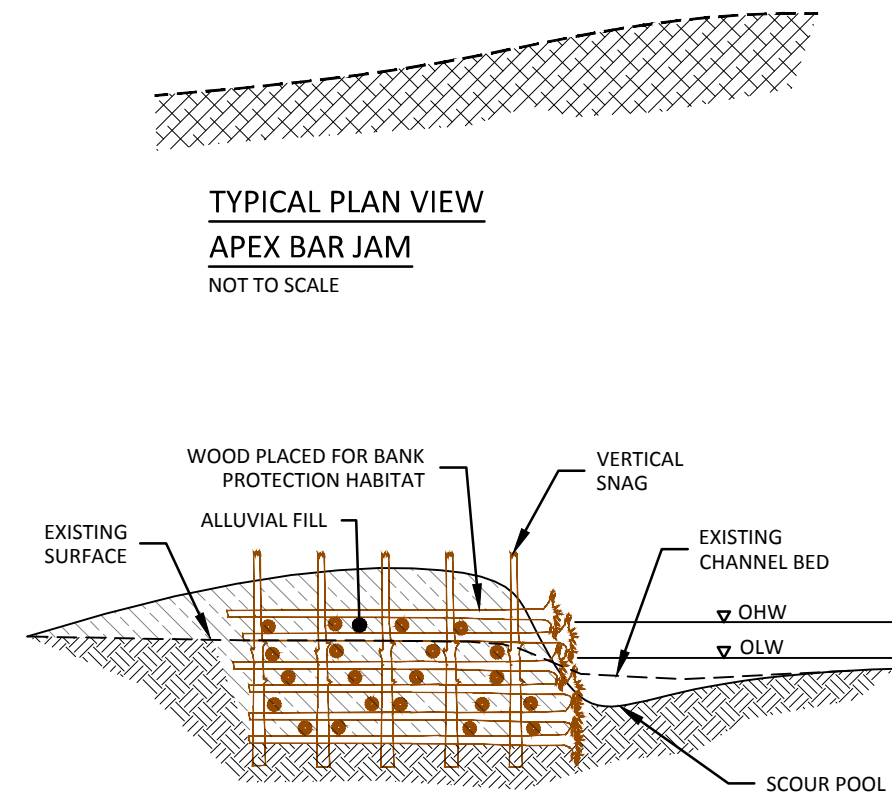 TYPICAL PLAN VIEW
APEX BAR JAM
NOT TO SCALE
WOOD PLACED FOR BANK
PROTECTION HABITAT
VERTICAL
SNAG
ALLUVIAL FILL
EXISTING
SURFACE
EXISTING
CHANNEL BED
OHW
OLW
SCOUR POOL